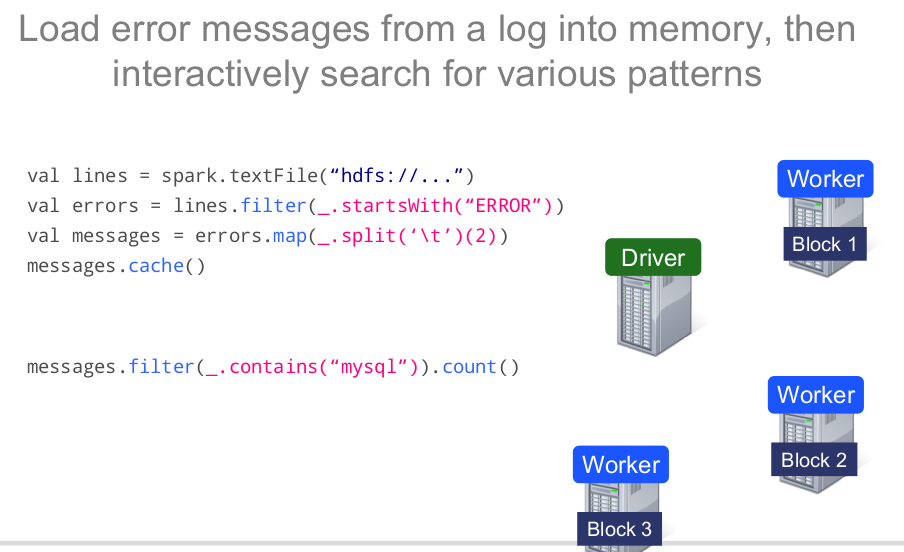 Load error messages from a log into memory, then
interactively search for various patterns
val lines = spark.textFile(“hdfs://...”)
val errors = lines.filter(_.startsWith(“ERROR”))
val messages = errors.map(_.split(‘\t’)(2))
messages.cache()
messages.filter(_.contains(“mysql”)).count()
Worker
Block 1
Driver
Worker
Block 2
Worker
Block 3